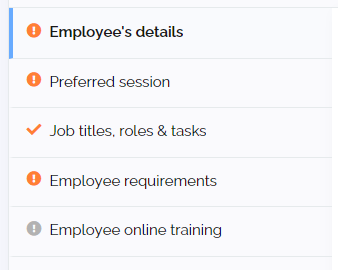 Employee's details
Preferred session
Job titles, roles & tasks
Employee requirements
Employee online training